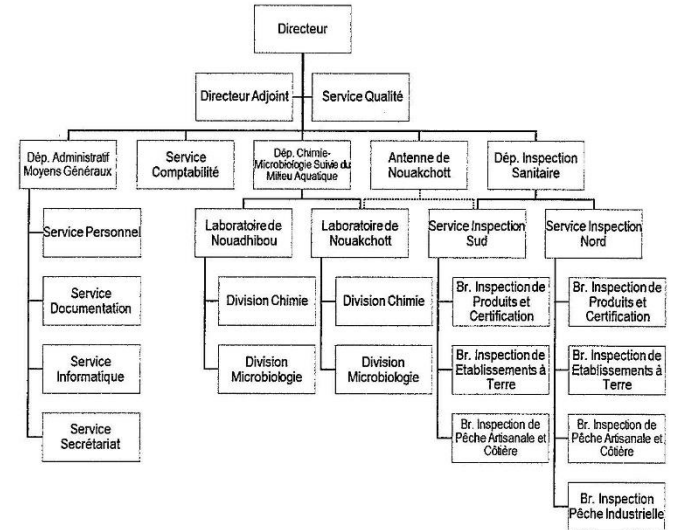 Directeur
Directeur Adjoint
Service Qualité
Dép. Administratif
Moyens Généraux
Service
Comptabilité
Dép. Chimie-
Microbiologie Suivie du
Milieu Aquatique
Antenne de
Nouakchott
Dép. Inspection
Sanitaire
Service Personnel
Service
Documentation
Service
Informatique
Service
Secrétariat
Laboratoire de
Nouadhibou
Division Chimie
Division
Microbiologie
Laboratoire de
Nouakchott
Division Chimie
Division
Microbiologie
Service Inspection
Sud
Br. Inspection de
Produits et
Certification
Br. Inspection de
Etablissements à
Terre
Br. Inspection de
Pêche Artisanale et
Côtière
Service Inspection
Nord
Br. Inspection de
Produits et
Certification
Br. Inspection de
Etablissements à
Terre
Br. Inspection de
Pêche Artisanale et
Côtière
Br. Inspection
Pêche Industrielle